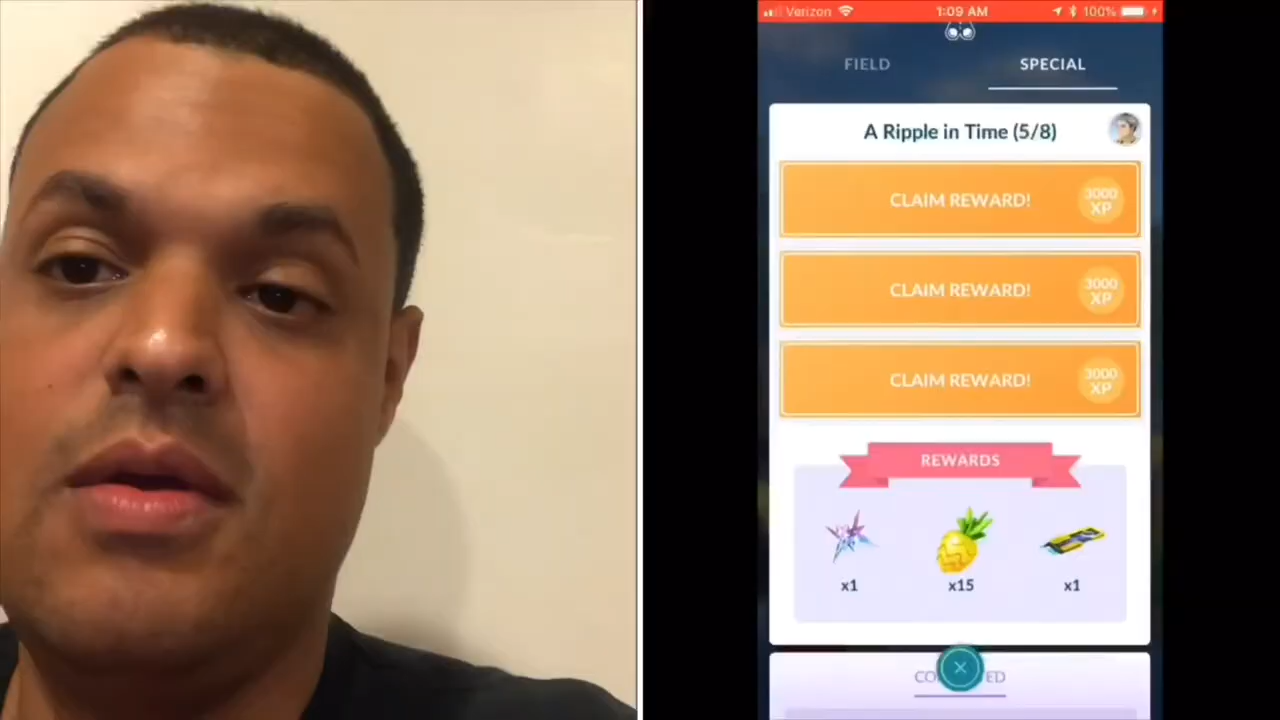 Verizon 1:09 AM 100%
FIELD SPECIAL
A Ripple in Time (5/8)
CLAIM REWARD! 3000 XP
CLAIM REWARD! 3000 XP
CLAIM REWARD! 3000 XP
REWARDS
x1 x15 x1